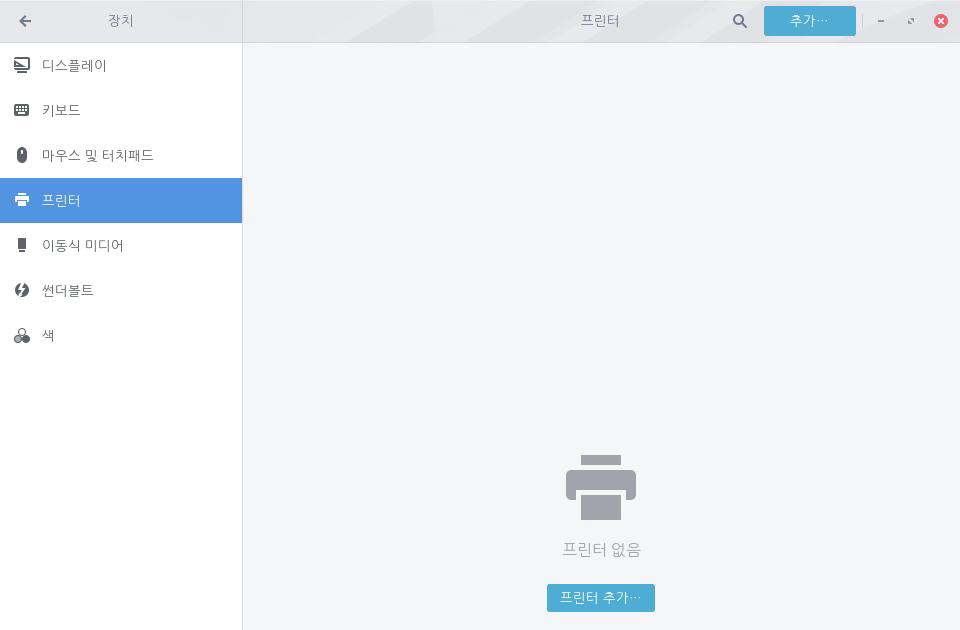 장치
프린터
추가…
디스플레이
키보드
마우스 및 터치패드
프린터
이동식 미디어
썬더볼트
색
프린터 없음
프린터 추가…